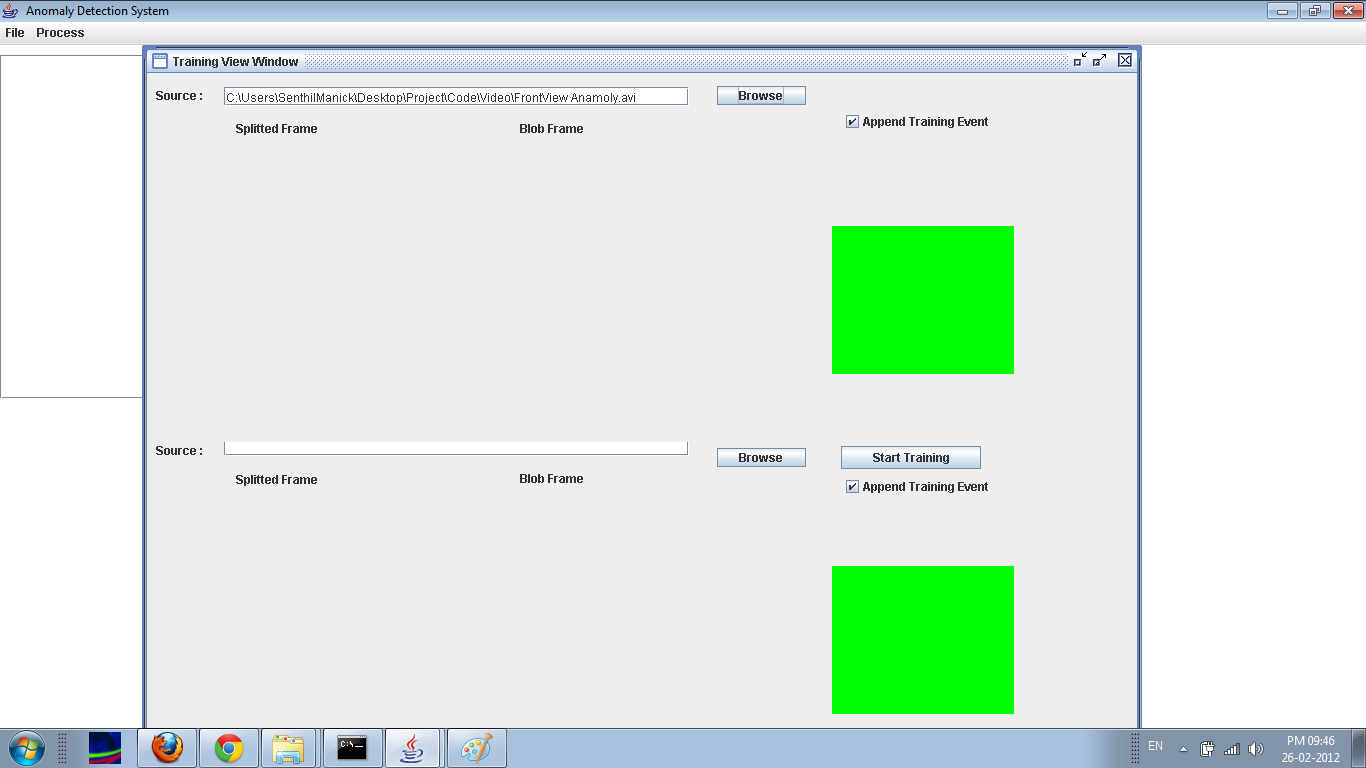 Anomaly Detection System
File Process
Training View Window
Source : C:\Users\SenthilManick\Desktop\Project\Code\Video\FrontView Anamoly.avi Browse
Append Training Event
Splitted Frame Blob Frame
Source : Browse Start Training
Splitted Frame Blob Frame
Append Training Event
C:\
EN
PM 09:46
26-02-2012